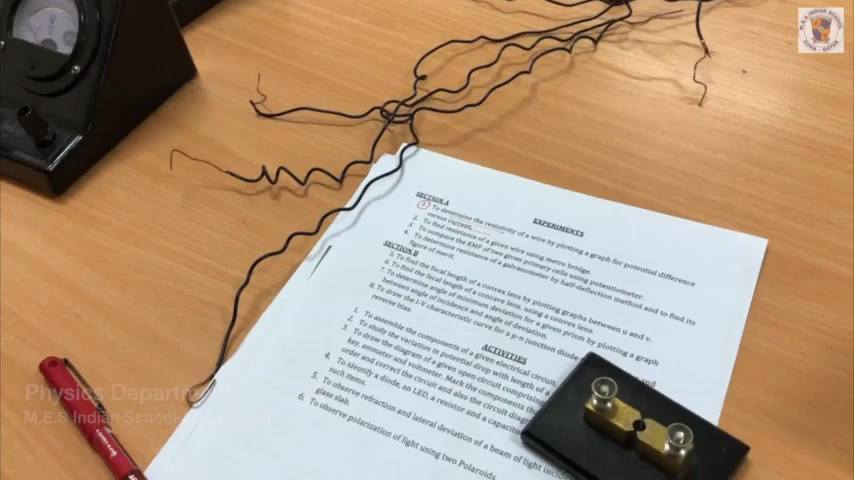 M.E.S INDIAN SCHOOL
DOHA - QATAR
EXPERIMENTS
SECTION A
1. To determine the resistivity of a wire by plotting a graph for potential difference
versus current.
2. To find resistance of a given wire using metre bridge.
3. To compare the EMF of two given primary cells using potentiometer.
4. To determine resistance of a galvanometer by half-deflection method and to find its
figure of merit.
SECTION B
5. To find the focal length of a convex lens by plotting graphs between u and v.
6. To find the focal length of a concave lens, using a convex lens.
7. To determine angle of minimum deviation for a given prism by plotting a graph
between angle of incidence and angle of deviation.
8. To draw the I-V characteristic curve for a p-n junction diode
reverse bias. and
ACTIVITIES
1. To assemble the components of a given electrical circuit.
2. To study the variation in potential drop with length of a
3. To draw the diagram of a given open circuit comprising
key, ammeter and voltmeter. Mark the components
order and correct the circuit and also the circuit diagram
4. To identify a diode, an LED, a resistor and a capacitor
such items.
5. To observe refraction and lateral deviation of a beam of light
glass slab.
6. To observe polarization of light using two Polaroids.
Physics Depart
M.E.S Indian School